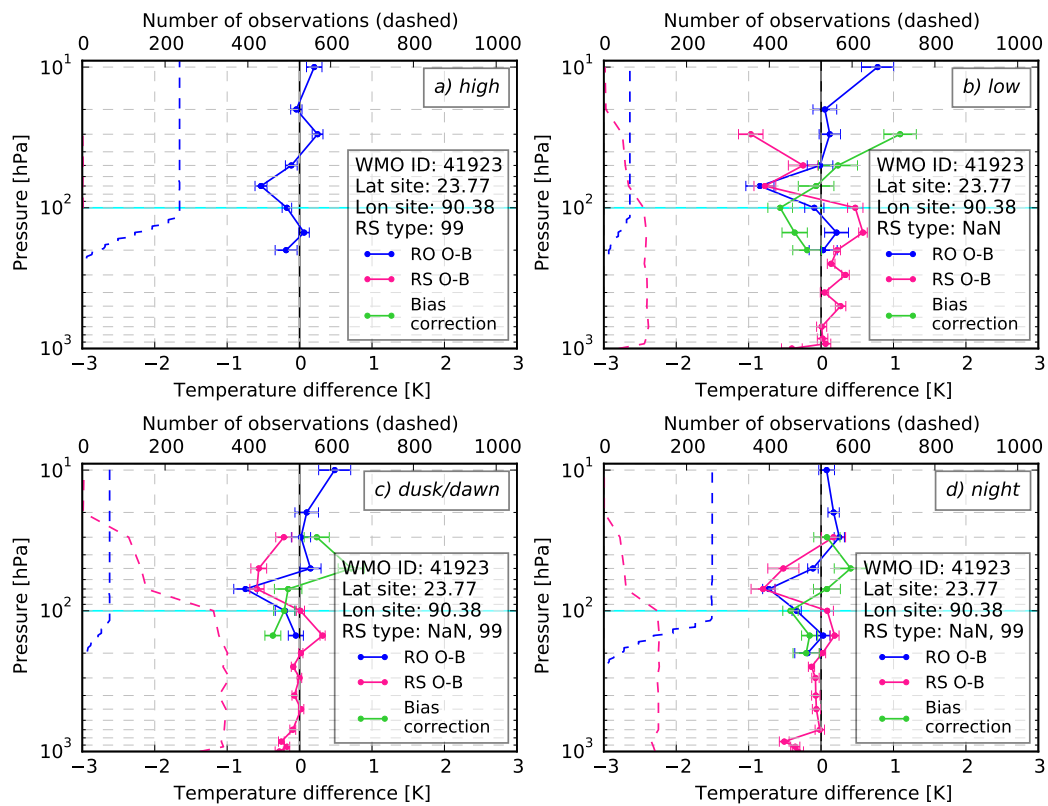 Number of observations (dashed)
0 200 400 600 800 1000
Pressure [hPa]
10¹
10²
10³
a) high
WMO ID: 41923
Lat site: 23.77
Lon site: 90.38
RS type: 99
RO O-B
RS O-B
Bias
correction
−3 −2 −1 0 1 2 3
Temperature difference [K]
Number of observations (dashed)
0 200 400 600 800 1000
Pressure [hPa]
10¹
10²
10³
b) low
WMO ID: 41923
Lat site: 23.77
Lon site: 90.38
RS type: NaN
RO O-B
RS O-B
Bias
correction
−3 −2 −1 0 1 2 3
Temperature difference [K]
Number of observations (dashed)
0 200 400 600 800 1000
Pressure [hPa]
10¹
10²
10³
c) dusk/dawn
WMO ID: 41923
Lat site: 23.77
Lon site: 90.38
RS type: NaN, 99
RO O-B
RS O-B
Bias
correction
−3 −2 −1 0 1 2 3
Temperature difference [K]
Number of observations (dashed)
0 200 400 600 800 1000
Pressure [hPa]
10¹
10²
10³
d) night
WMO ID: 41923
Lat site: 23.77
Lon site: 90.38
RS type: NaN, 99
RO O-B
RS O-B
Bias
correction
−3 −2 −1 0 1 2 3
Temperature difference [K]